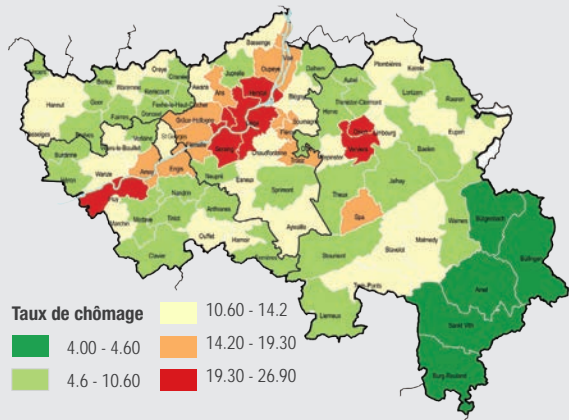 Bassenge
Visé
Oupeye
Juprelle
Dalhem
Plombières
Kelmis
Oreye
Crisnée
Waremme
Remicourt
Awans
Ans
Herstal
Blegny
Aubel
Lontzen
Raeren
Hannut
Berloz
Geer
Faimes
Donceel
Fexhe-le-Haut-Clocher
Grâce-Hollogne
Soumagne
Herve
Thimister-Clermont
Eupen
Limbourg
Dison
Verviers
Pepinster
Baelen
Wasseiges
Braives
Burdinne
Héron
Verlaine
St-Georges
Villers-le-Bouillet
Flémalle
Seraing
Chaudfontaine
Fléron
Trooz
Wanze
Amay
Engis
Neupré
Esneux
Sprimont
Theux
Jalhay
Spa
Huy
Marchin
Modave
Nandrin
Tinlot
Anthisnes
Clavier
Ouffet
Hamoir
Ferrières
Aywaille
Stoumont
Stavelot
Malmedy
Waimes
Bütgenbach
Büllingen
Trois-Ponts
Lierneux
Amel
Sankt Vith
Burg-Reuland
Taux de chômage
4.00 - 4.60
4.6 - 10.60
10.60 - 14.2
14.20 - 19.30
19.30 - 26.90